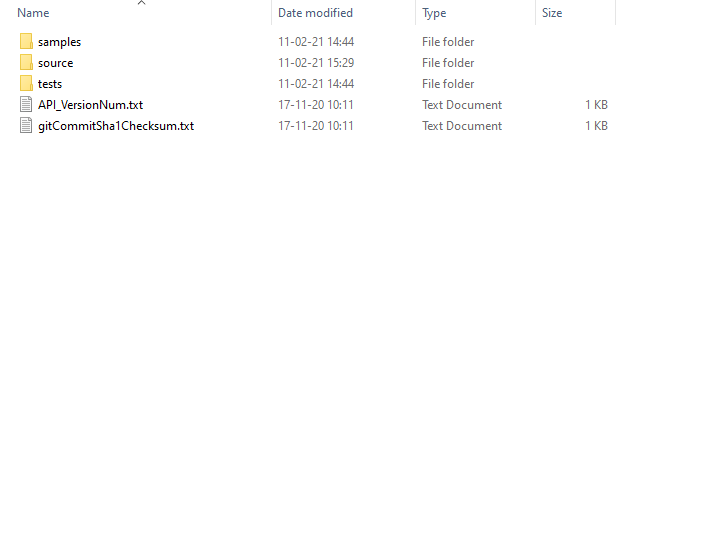 Name Date modified Type Size
samples 11-02-21 14:44 File folder
source 11-02-21 15:29 File folder
tests 11-02-21 14:44 File folder
API_VersionNum.txt 17-11-20 10:11 Text Document 1 KB
gitCommitSha1Checksum.txt 17-11-20 10:11 Text Document 1 KB